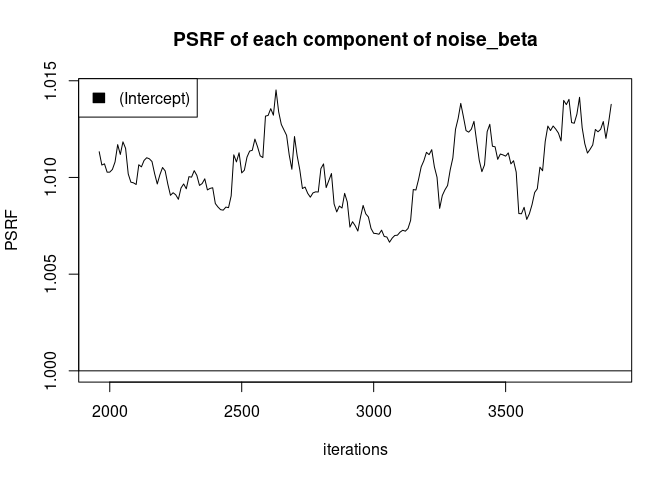 PSRF of each component of noise_beta
(Intercept)
PSRF
1.015
1.010
1.005
1.000
2000 2500 3000 3500
iterations